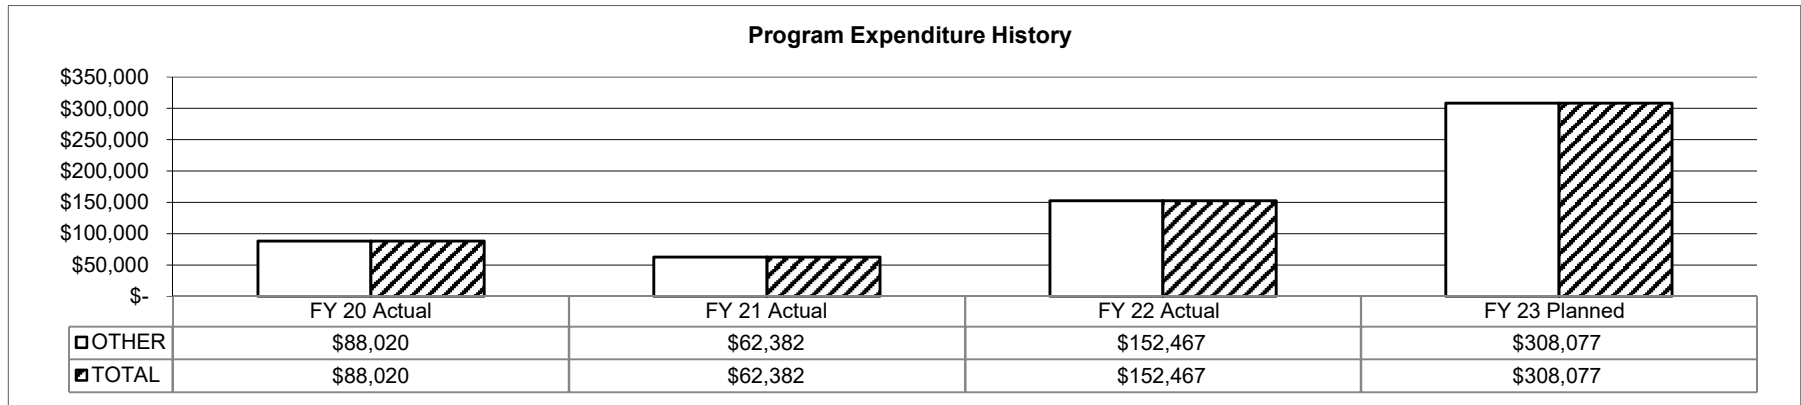 Program Expenditure History
$350,000
$300,000
$250,000
$200,000
$150,000
$100,000
$50,000
$-
FY 20 Actual FY 21 Actual FY 22 Actual FY 23 Planned
OTHER $88,020 $62,382 $152,467 $308,077
TOTAL $88,020 $62,382 $152,467 $308,077